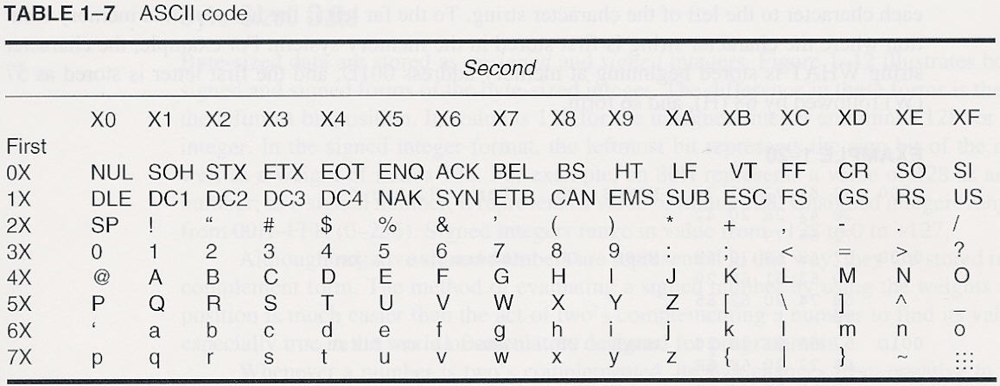 TABLE 1–7 ASCII code
Second
X0 X1 X2 X3 X4 X5 X6 X7 X8 X9 XA XB XC XD XE XF
First
0X NUL SOH STX ETX EOT ENQ ACK BEL BS HT LF VT FF CR SO SI
1X DLE DC1 DC2 DC3 DC4 NAK SYN ETB CAN EMS SUB ESC FS GS RS US
2X SP ! “ # $ % & ' ( ) * + , - . /
3X 0 1 2 3 4 5 6 7 8 9 : ; < = > ?
4X @ A B C D E F G H I J K L M N O
5X P Q R S T U V W X Y Z [ \ ] ^ _
6X ‘ a b c d e f g h i j k l m n o
7X p q r s t u v w x y z { | } ~